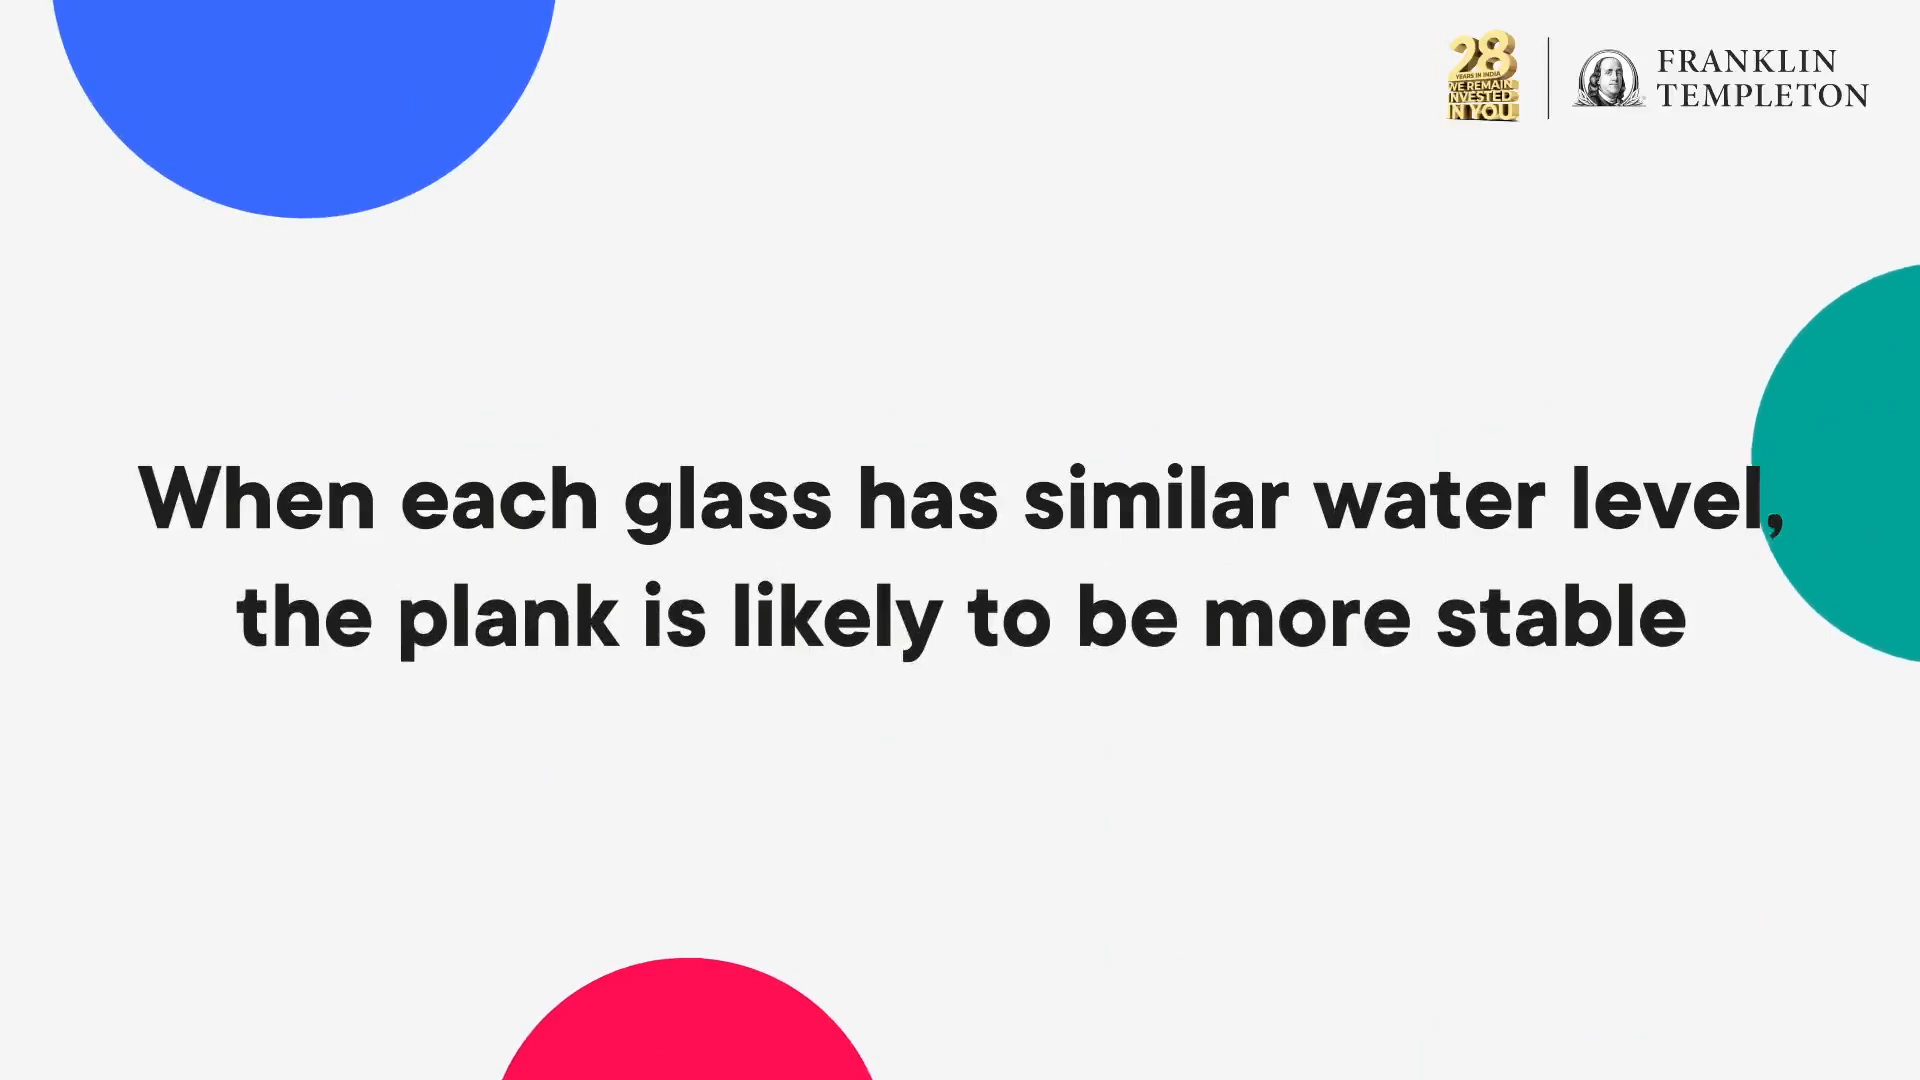 28
YEARS IN INDIA
WE REMAIN
INVESTED
IN YOU.
FRANKLIN
TEMPLETON
When each glass has similar water level,
the plank is likely to be more stable